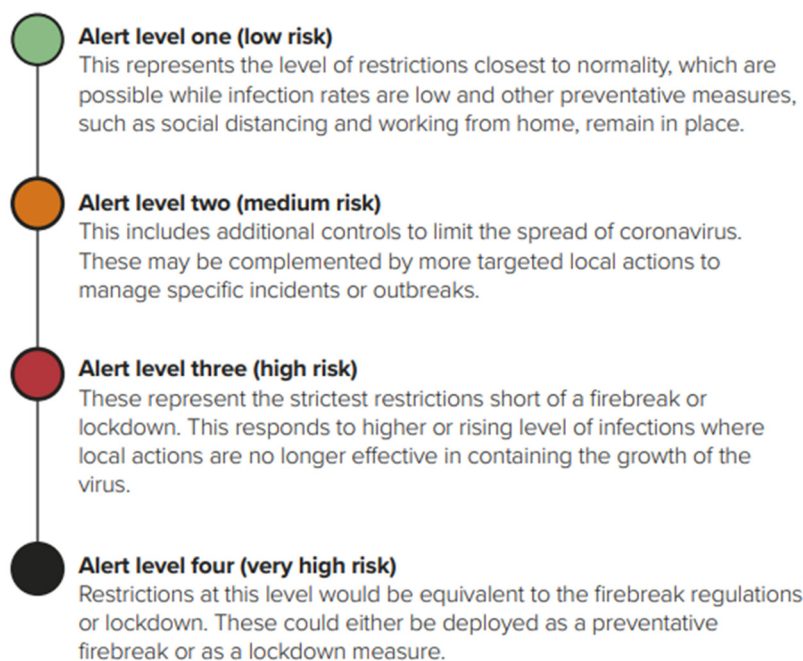 Alert level one (low risk)
This represents the level of restrictions closest to normality, which are
possible while infection rates are low and other preventative measures,
such as social distancing and working from home, remain in place.
Alert level two (medium risk)
This includes additional controls to limit the spread of coronavirus.
These may be complemented by more targeted local actions to
manage specific incidents or outbreaks.
Alert level three (high risk)
These represent the strictest restrictions short of a firebreak or
lockdown. This responds to higher or rising level of infections where
local actions are no longer effective in containing the growth of the
virus.
Alert level four (very high risk)
Restrictions at this level would be equivalent to the firebreak regulations
or lockdown. These could either be deployed as a preventative
firebreak or as a lockdown measure.